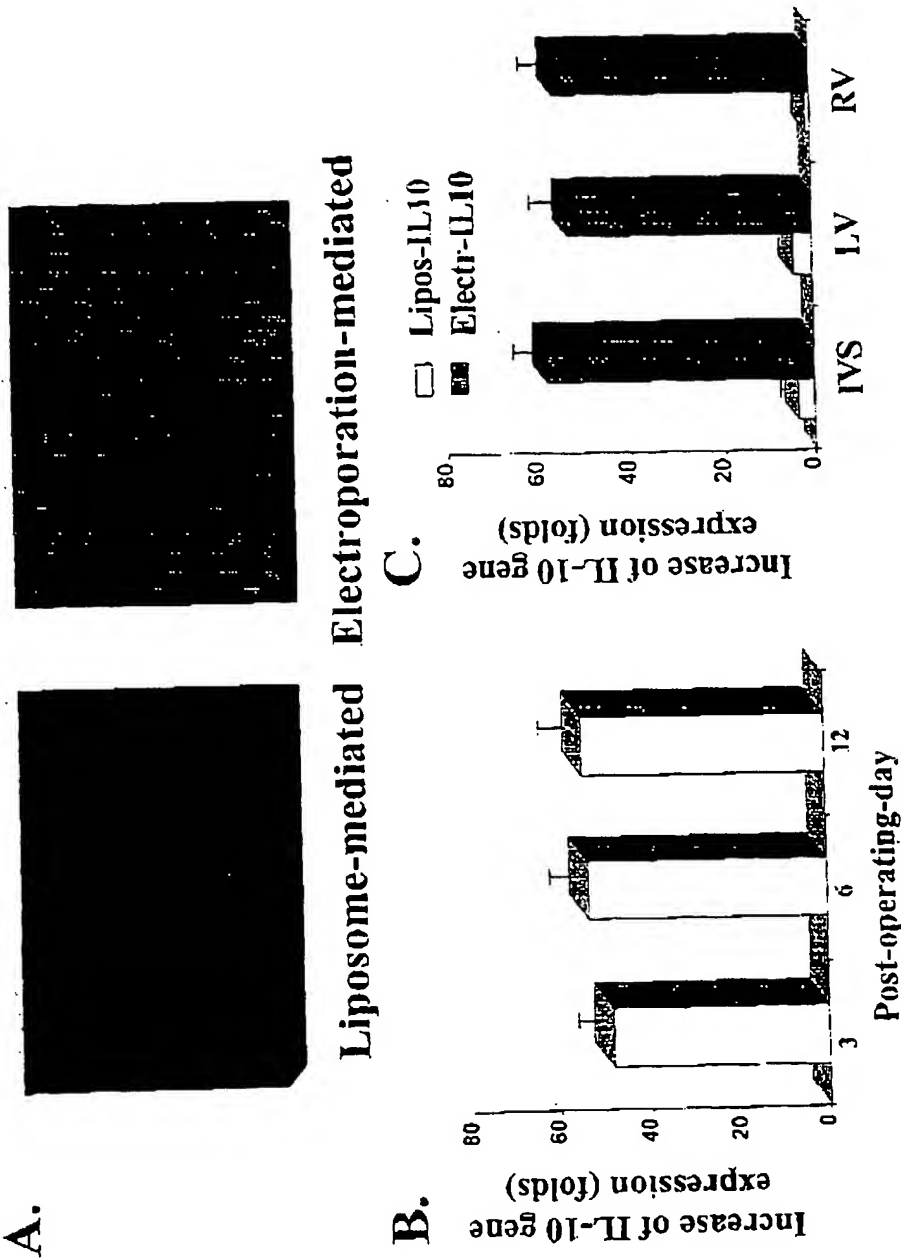 A.
Liposome-mediated
Electroporation-mediated
B.
Increase of IL-10 gene
expression (folds)
80
60
40
20
0
3
6
12
Post-operating-day
C.
Increase of IL-10 gene
expression (folds)
80
60
40
20
0
Lipos-IL10
Electr-IL10
IVS
LV
RV